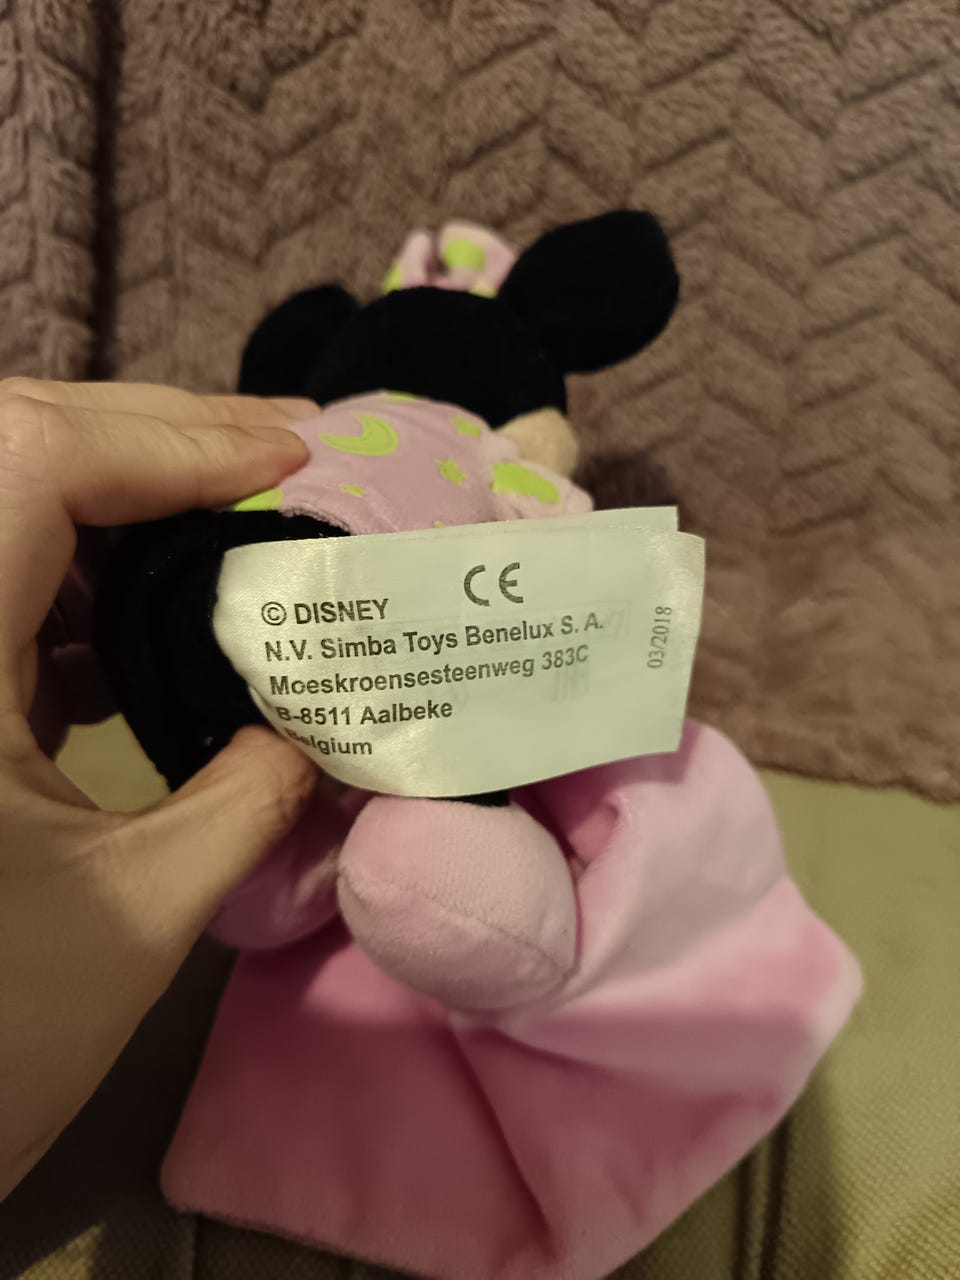 CE
© DISNEY
N.V. Simba Toys Benelux S. A.
Moeskroensesteenweg 383C
B-8511 Aalbeke
Belgium
03/2018